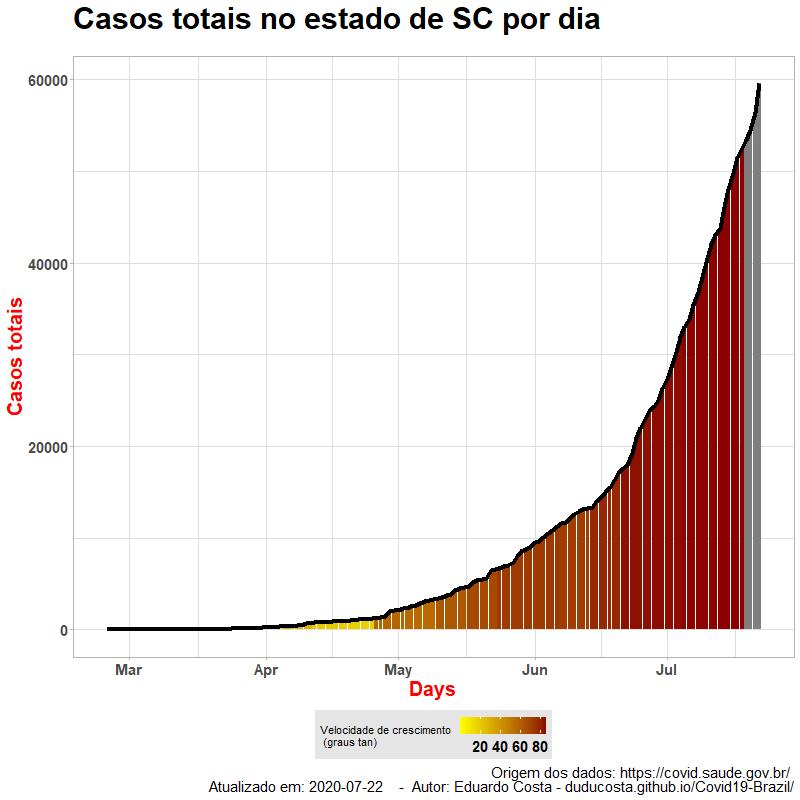 Casos totais no estado de SC por dia
60000
40000
20000
0
Casos totais
Mar Apr May Jun Jul
Days
Velocidade de crescimento
(graus tan)
20 40 60 80
Origem dos dados: https://covid.saude.gov.br/
Atualizado em: 2020-07-22 - Autor: Eduardo Costa - duducosta.github.io/Covid19-Brazil/